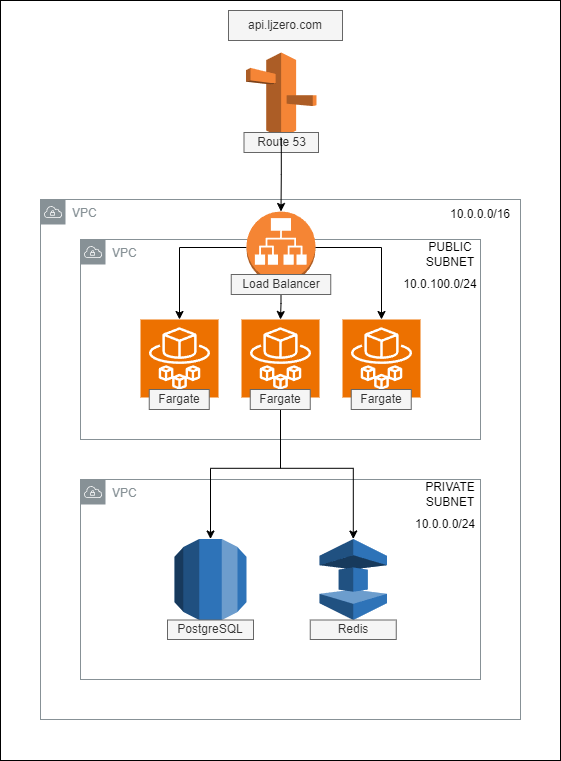 api.ljzero.com
Route 53
VPC
10.0.0.0/16
VPC
PUBLIC
SUBNET
10.0.100.0/24
Load Balancer
Fargate
Fargate
Fargate
VPC
PRIVATE
SUBNET
10.0.0.0/24
PostgreSQL
Redis